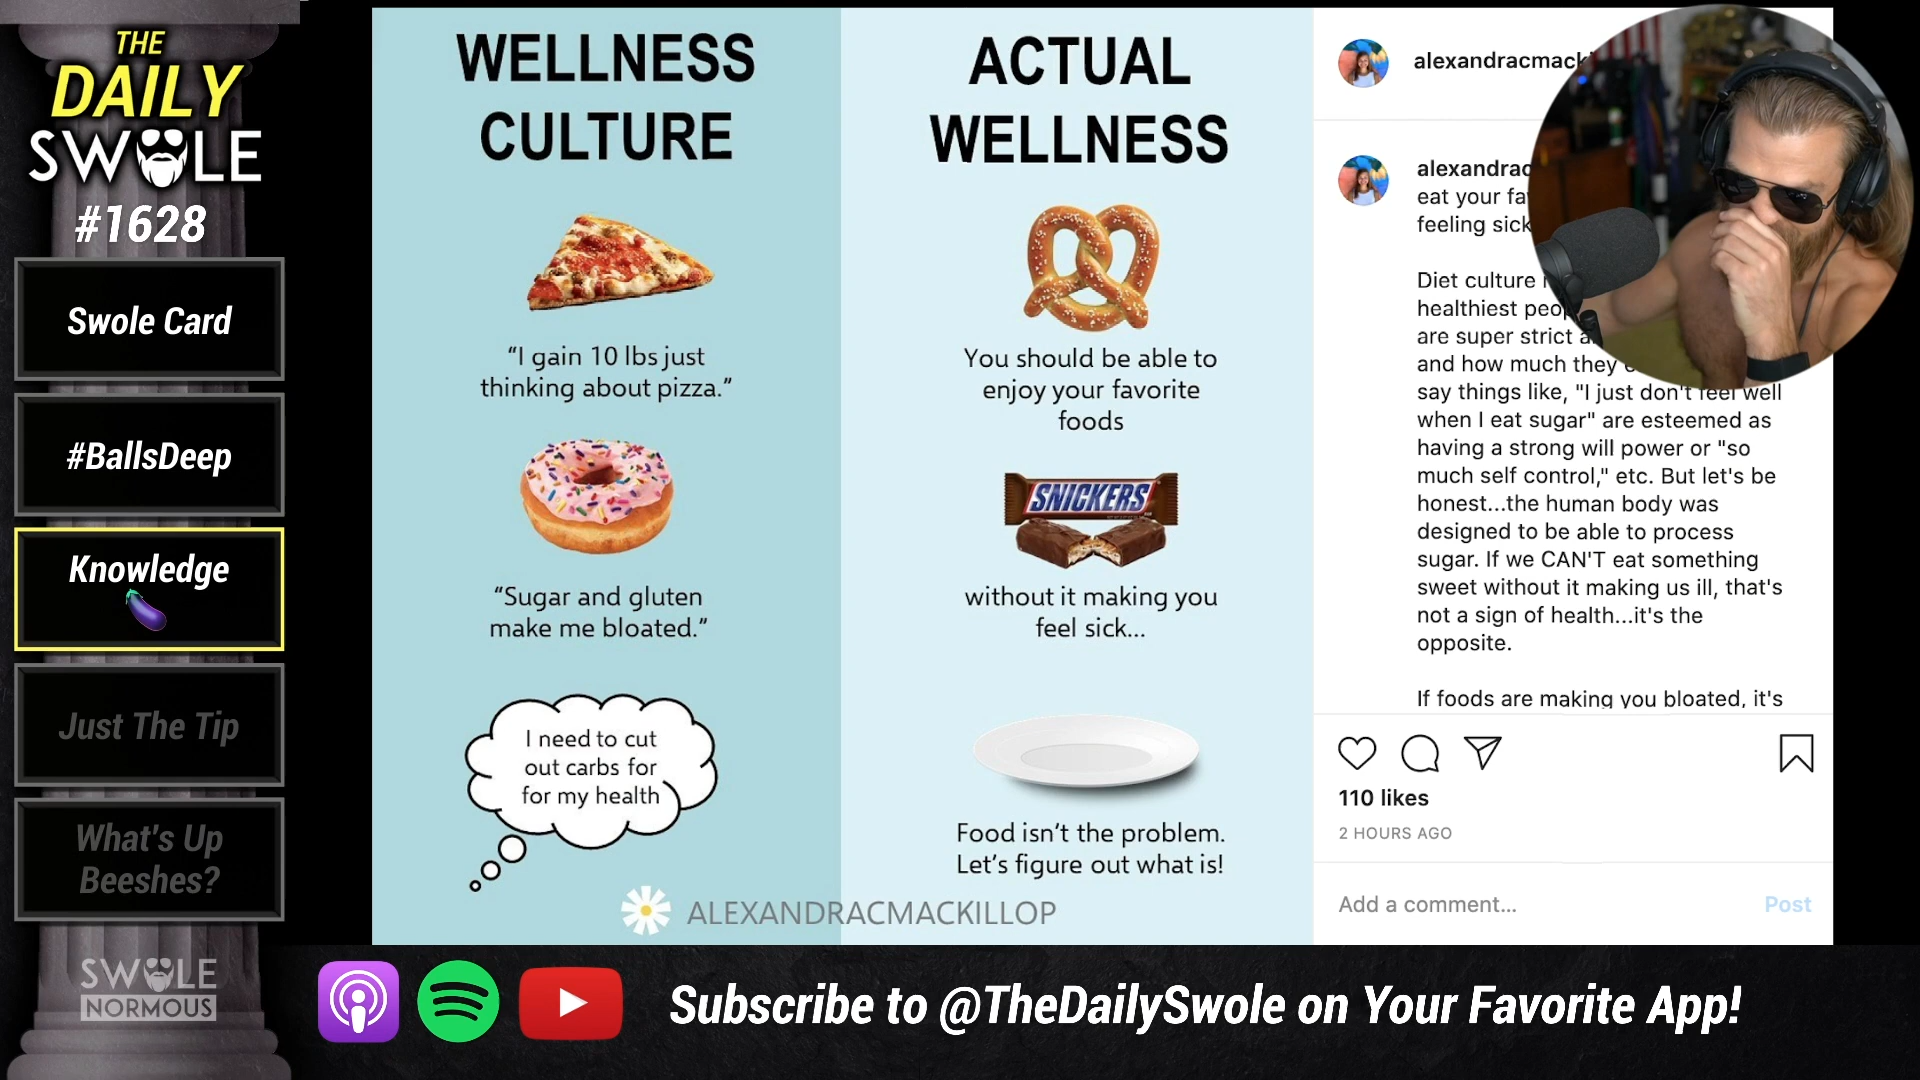 THE
DAILY
SWOLE
#1628
Swole Card
#BallsDeep
Knowledge
Just The Tip
What's Up
Beeshes?
SWOLE
NORMOUS
WELLNESS
CULTURE
“I gain 10 lbs just
thinking about pizza.”
“Sugar and gluten
make me bloated.”
I need to cut
out carbs for
for my health
ACTUAL
WELLNESS
You should be able to
enjoy your favorite
foods
SNICKERS
without it making you
feel sick...
Food isn't the problem.
Let's figure out what is!
ALEXANDRACMACKILLOP
alexandracmack
alexandrac
eat your fa
feeling sick
Diet culture
healthiest peop
are super strict a
and how much they
say things like, "I just don't feel well
when I eat sugar" are esteemed as
having a strong will power or "so
much self control," etc. But let's be
honest...the human body was
designed to be able to process
sugar. If we CAN'T eat something
sweet without it making us ill, that's
not a sign of health...it's the
opposite.
If foods are making you bloated, it's
110 likes
2 HOURS AGO
Add a comment...
Post
Subscribe to @TheDailySwole on Your Favorite App!